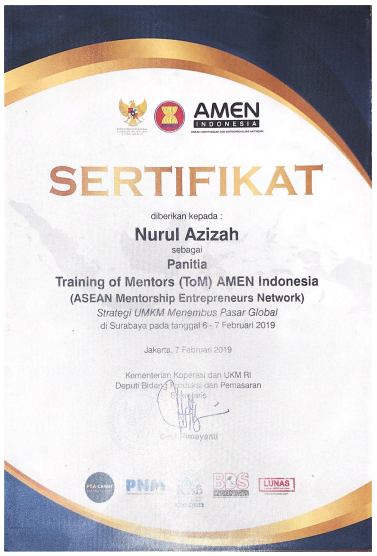 AMEN
INDONESIA
SERTIFIKAT
diberikan kepada :
Nurul Azizah
sebagai
Panitia
Training of Mentors (ToM) AMEN Indonesia
(ASEAN Mentorship Entrepreneurs Network)
Strategi UMKM Menembus Pasar Global
di Surabaya pada tanggal 6 - 7 Februari 2019
Jakarta, 7 Februari 2019
Kementerian Koperasi dan UKM RI
Deputi Bidang Produksi dan Pemasaran
PNM
BDS
INDONESIA
LUNAS